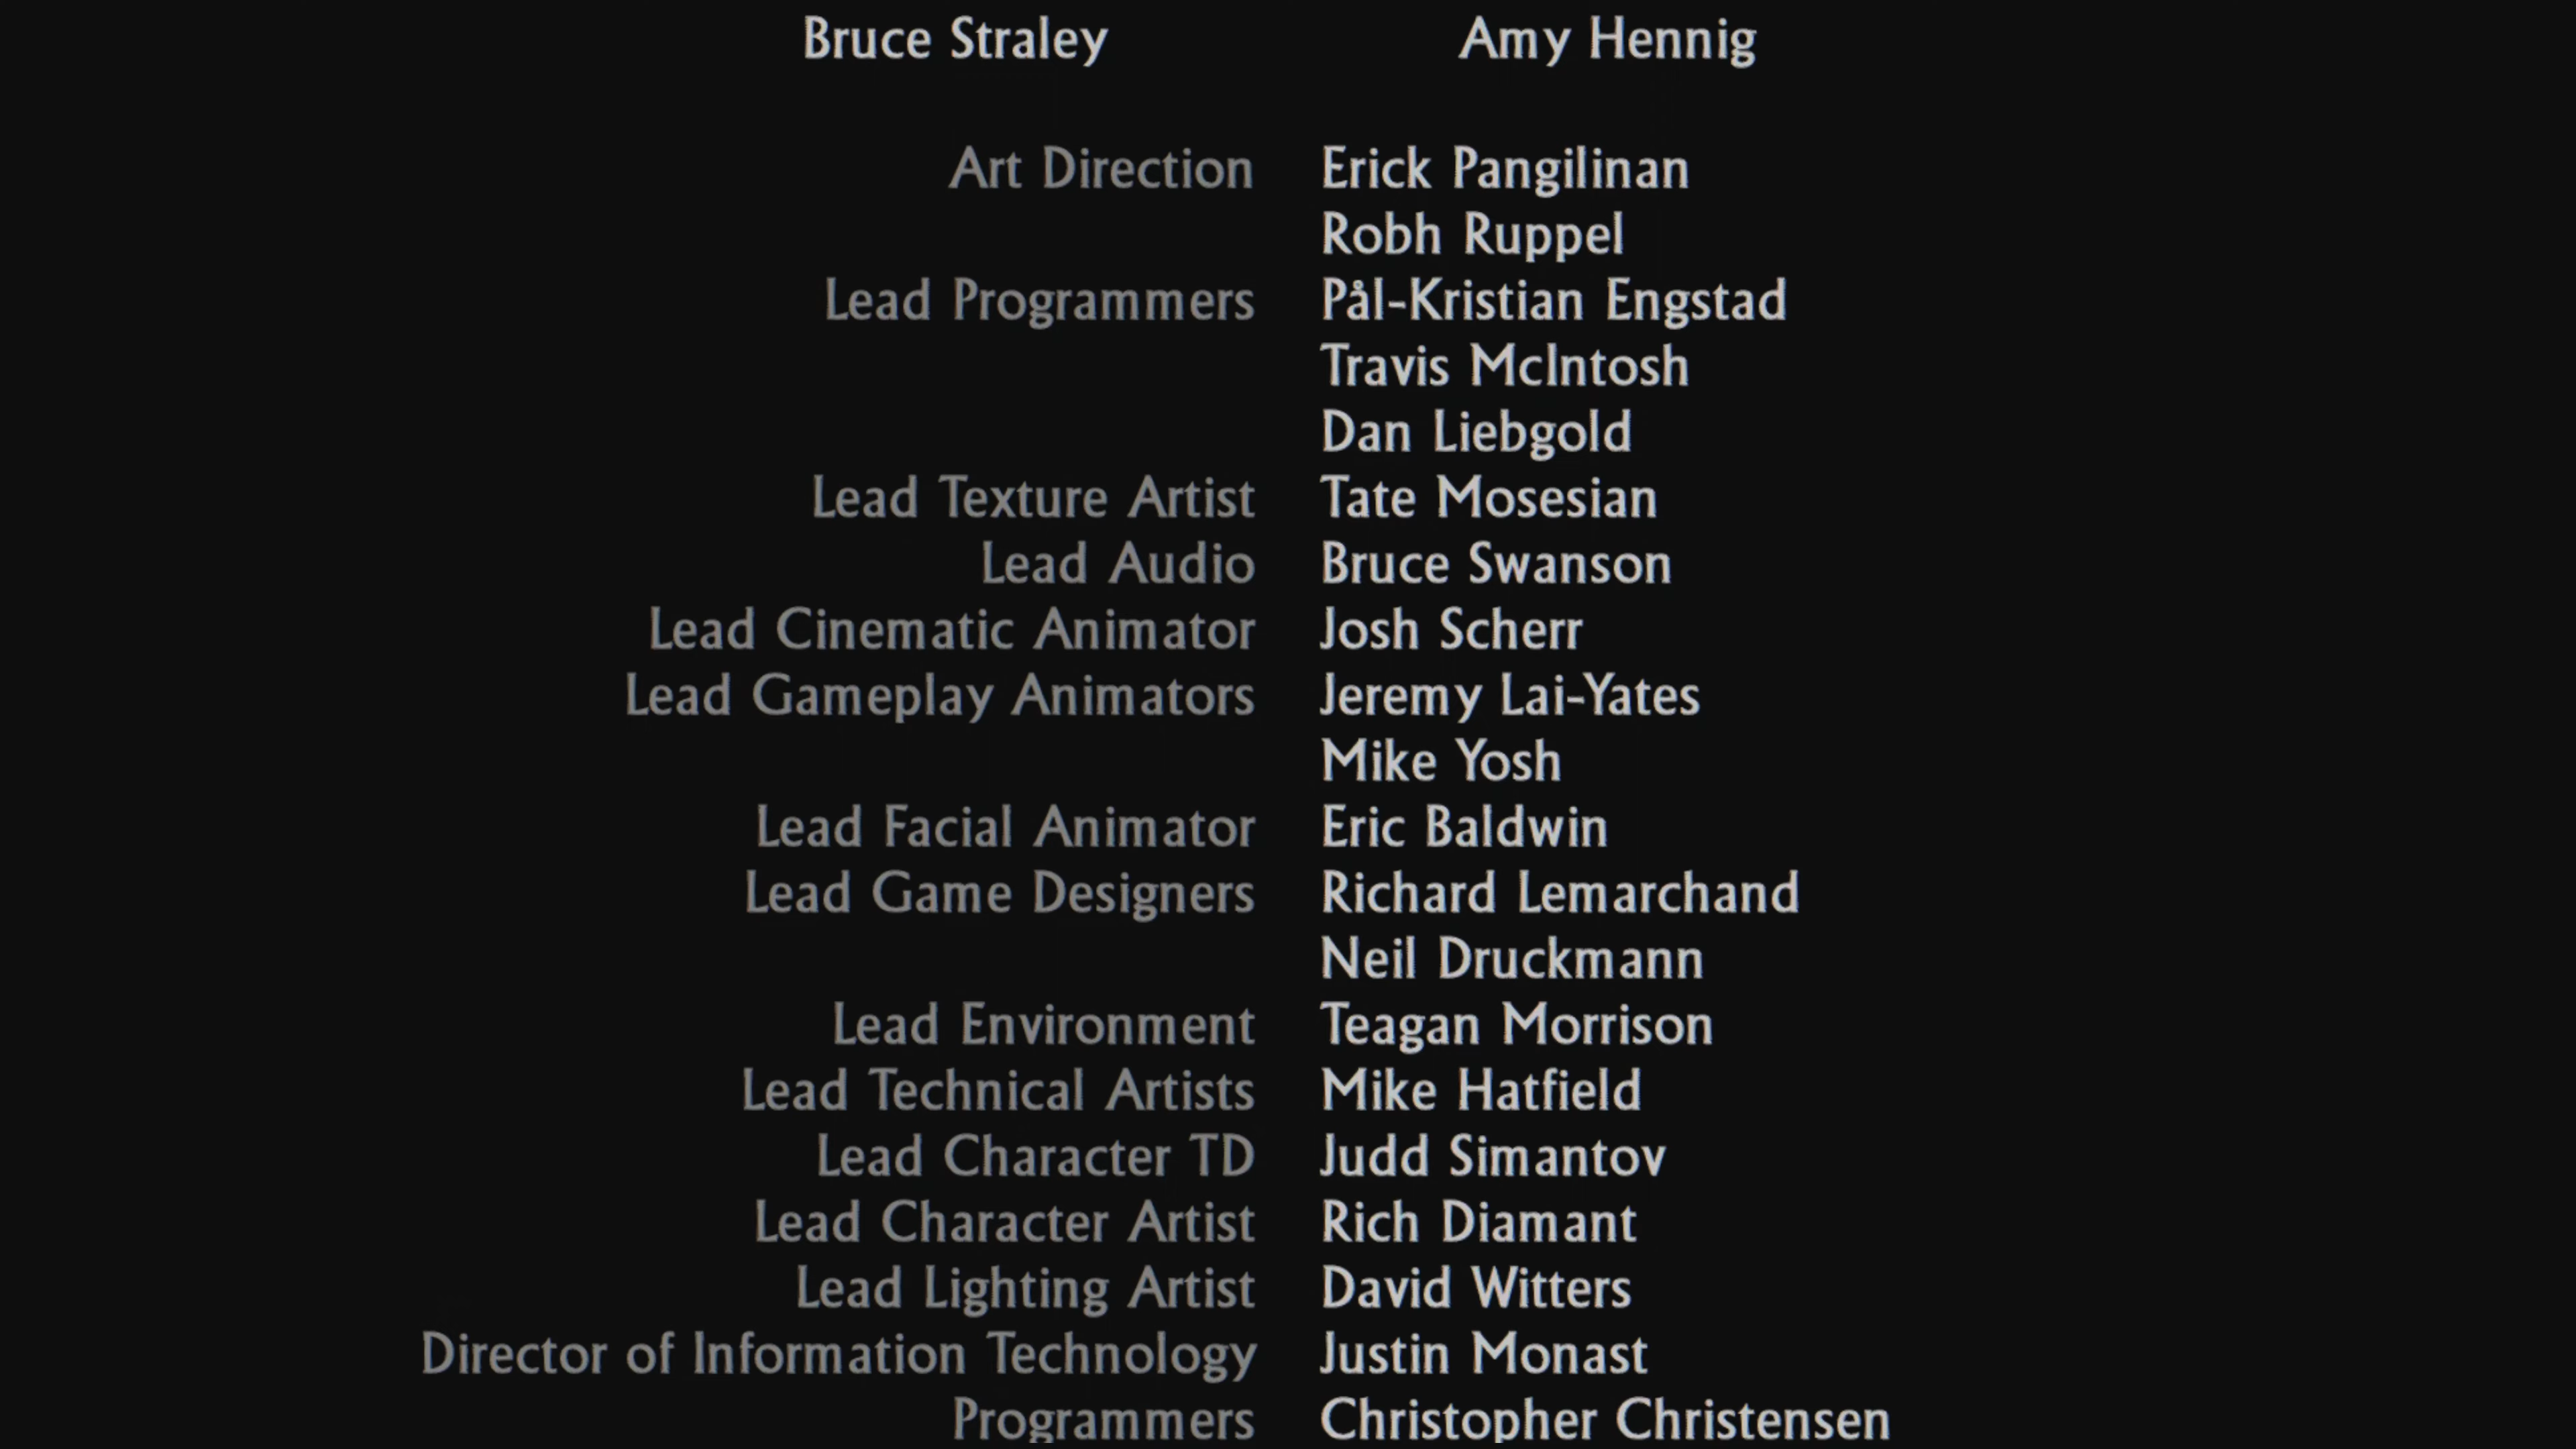 Bruce Straley Amy Hennig
Art Direction Erick Pangilinan
Robh Ruppel
Lead Programmers Pål-Kristian Engstad
Travis McIntosh
Dan Liebgold
Lead Texture Artist Tate Mosesian
Lead Audio Bruce Swanson
Lead Cinematic Animator Josh Scherr
Lead Gameplay Animators Jeremy Lai-Yates
Mike Yosh
Lead Facial Animator Eric Baldwin
Lead Game Designers Richard Lemarchand
Neil Druckmann
Lead Environment Teagan Morrison
Lead Technical Artists Mike Hatfield
Lead Character TD Judd Simantov
Lead Character Artist Rich Diamant
Lead Lighting Artist David Witters
Director of Information Technology Justin Monast
Programmers Christopher Christensen